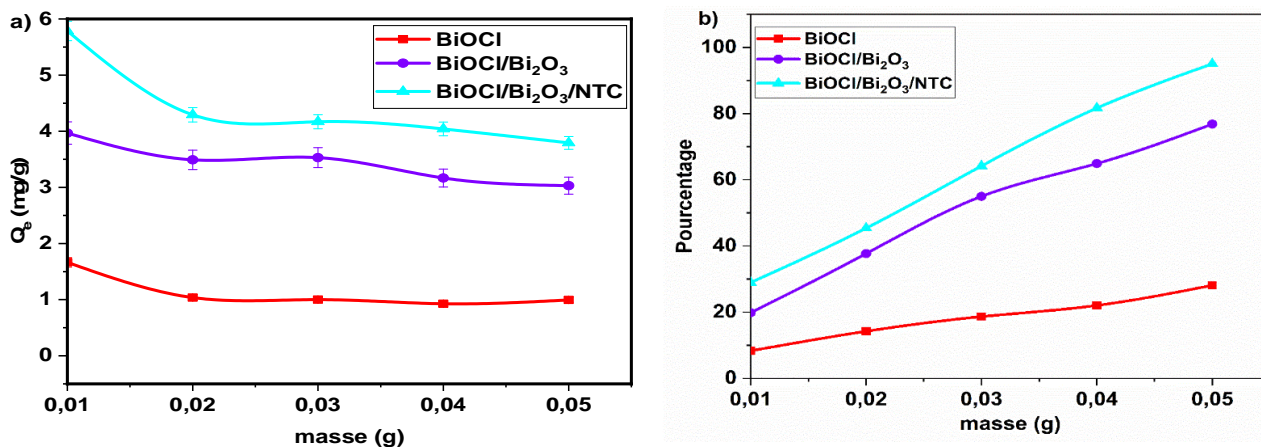 a)
6
5
4
3
2
1
0
Qe (mg/g)
BiOCl
BiOCl/Bi2O3
BiOCl/Bi2O3/NTC
0,01 0,02 0,03 0,04 0,05
masse (g)
b)
100
80
60
40
20
0
Pourcentage
BiOCl
BiOCl/Bi2O3
BiOCl/Bi2O3/NTC
0,01 0,02 0,03 0,04 0,05
masse (g)